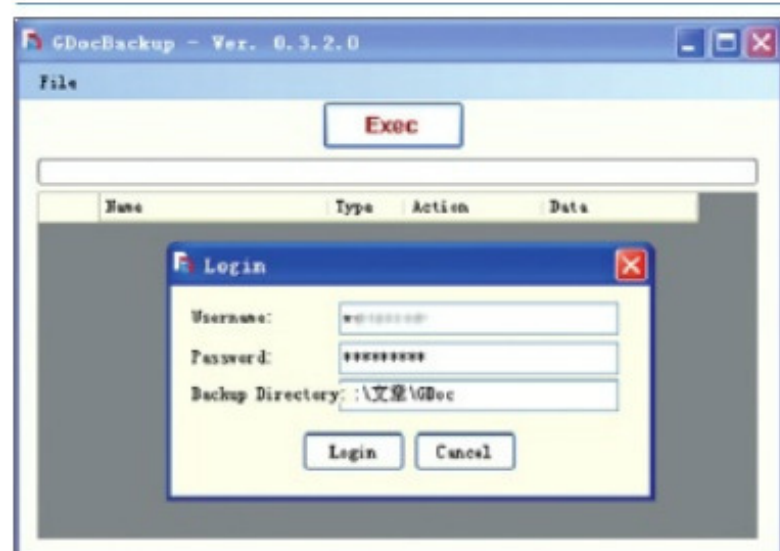 GDocBackup - Ver. 0.3.2.0
File
Exec
Name Type Action Data
Login
Username:
Password: *********
Backup Directory: :\文章\GDoc
Login Cancel